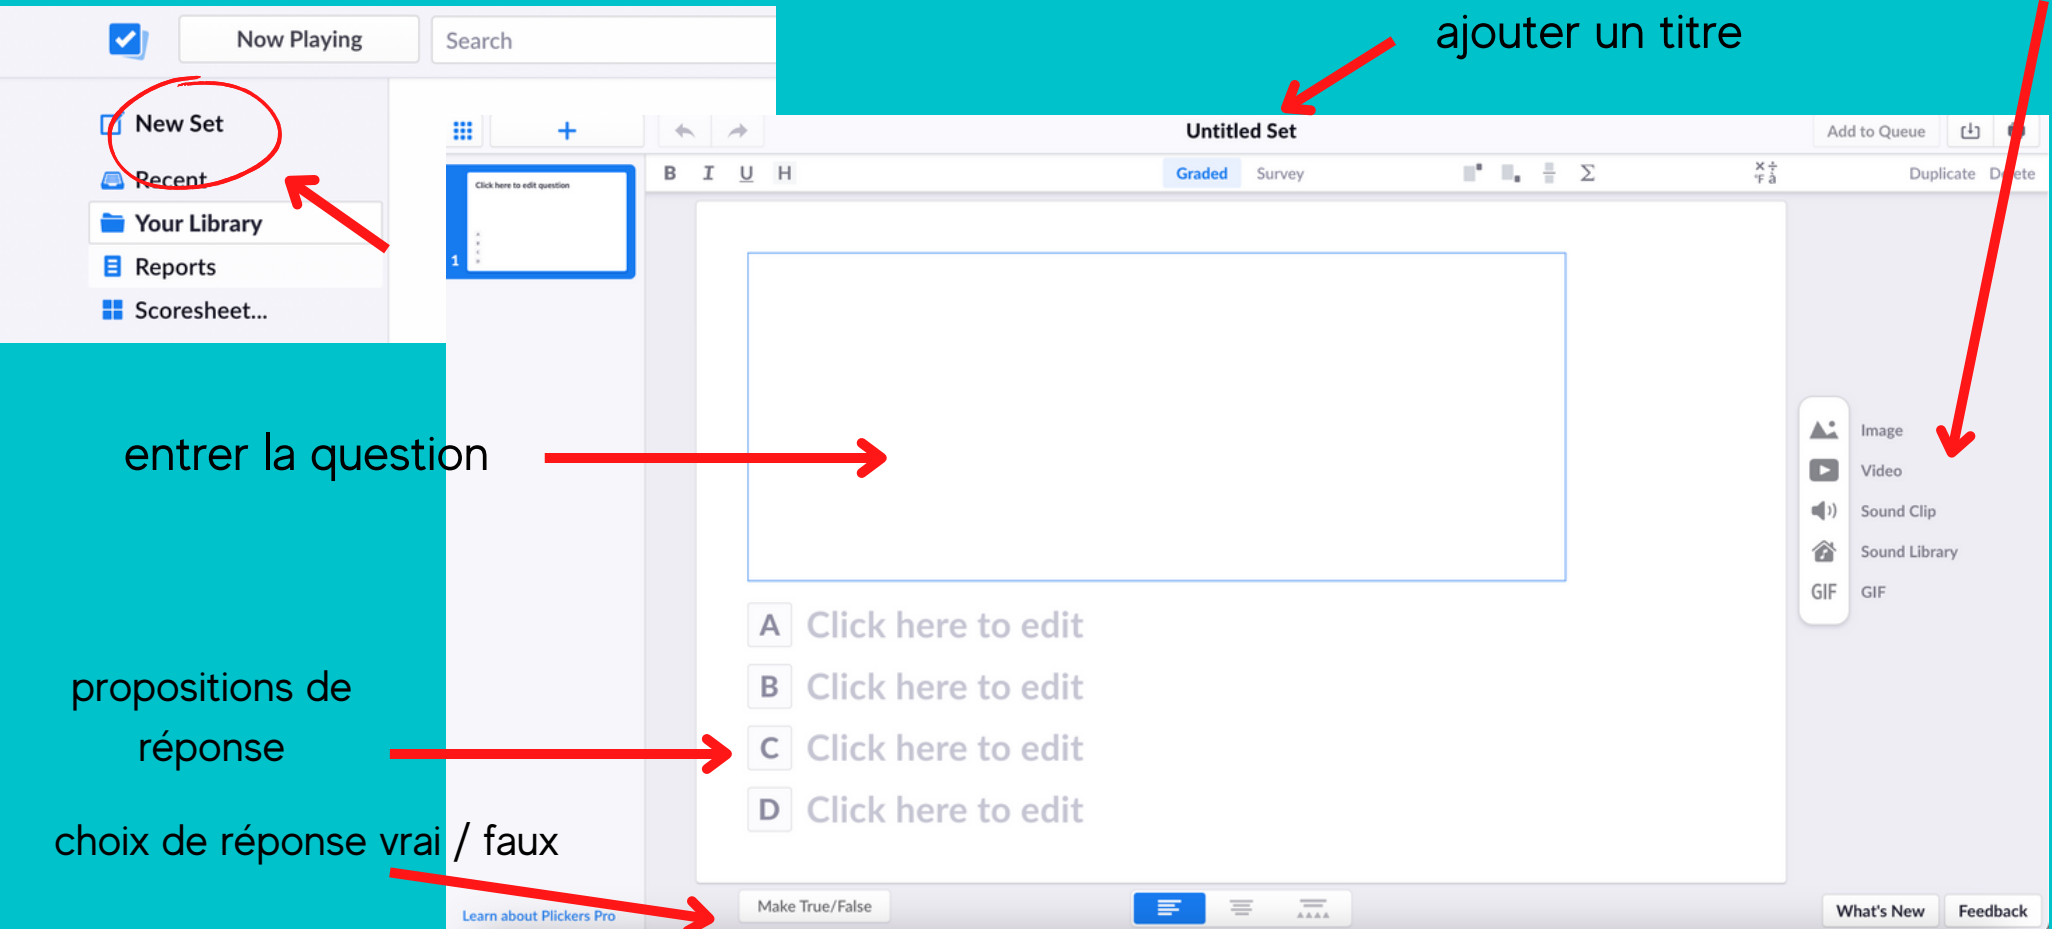 ajouter un titre
Now Playing
Search
New Set
Recent
Your Library
Reports
Scoresheet...
+
Untitled Set
Add to Queue
B I U H
Graded Survey
Σ
Duplicate Delete
Click here to edit question
1
entrer la question
Image
Video
Sound Clip
Sound Library
GIF GIF
A Click here to edit
B Click here to edit
C Click here to edit
D Click here to edit
propositions de
réponse
choix de réponse vrai / faux
Learn about Plickers Pro
Make True/False
What's New
Feedback